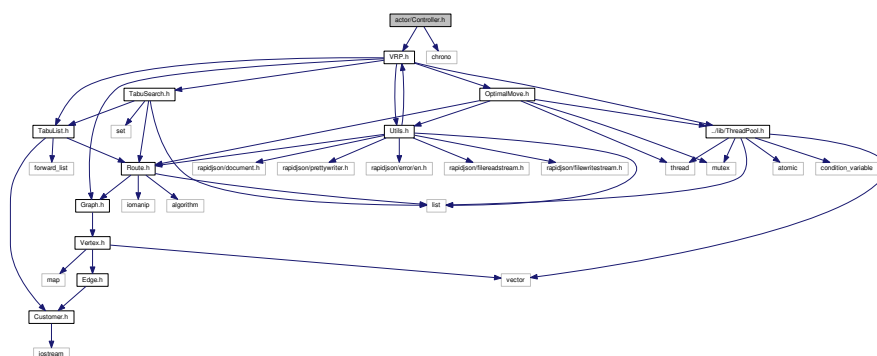 actor/Controller.h
VRP.h
chrono
TabuSearch.h
OptimalMove.h
TabuList.h
set
Utils.h
../lib/ThreadPool.h
forward_list
Route.h
rapidjson/document.h
rapidjson/prettywriter.h
rapidjson/error/en.h
rapidjson/filereadstream.h
rapidjson/filewritestream.h
thread
mutex
atomic
condition_variable
Graph.h
iomanip
algorithm
list
Vertex.h
map
Edge.h
vector
Customer.h
iostream